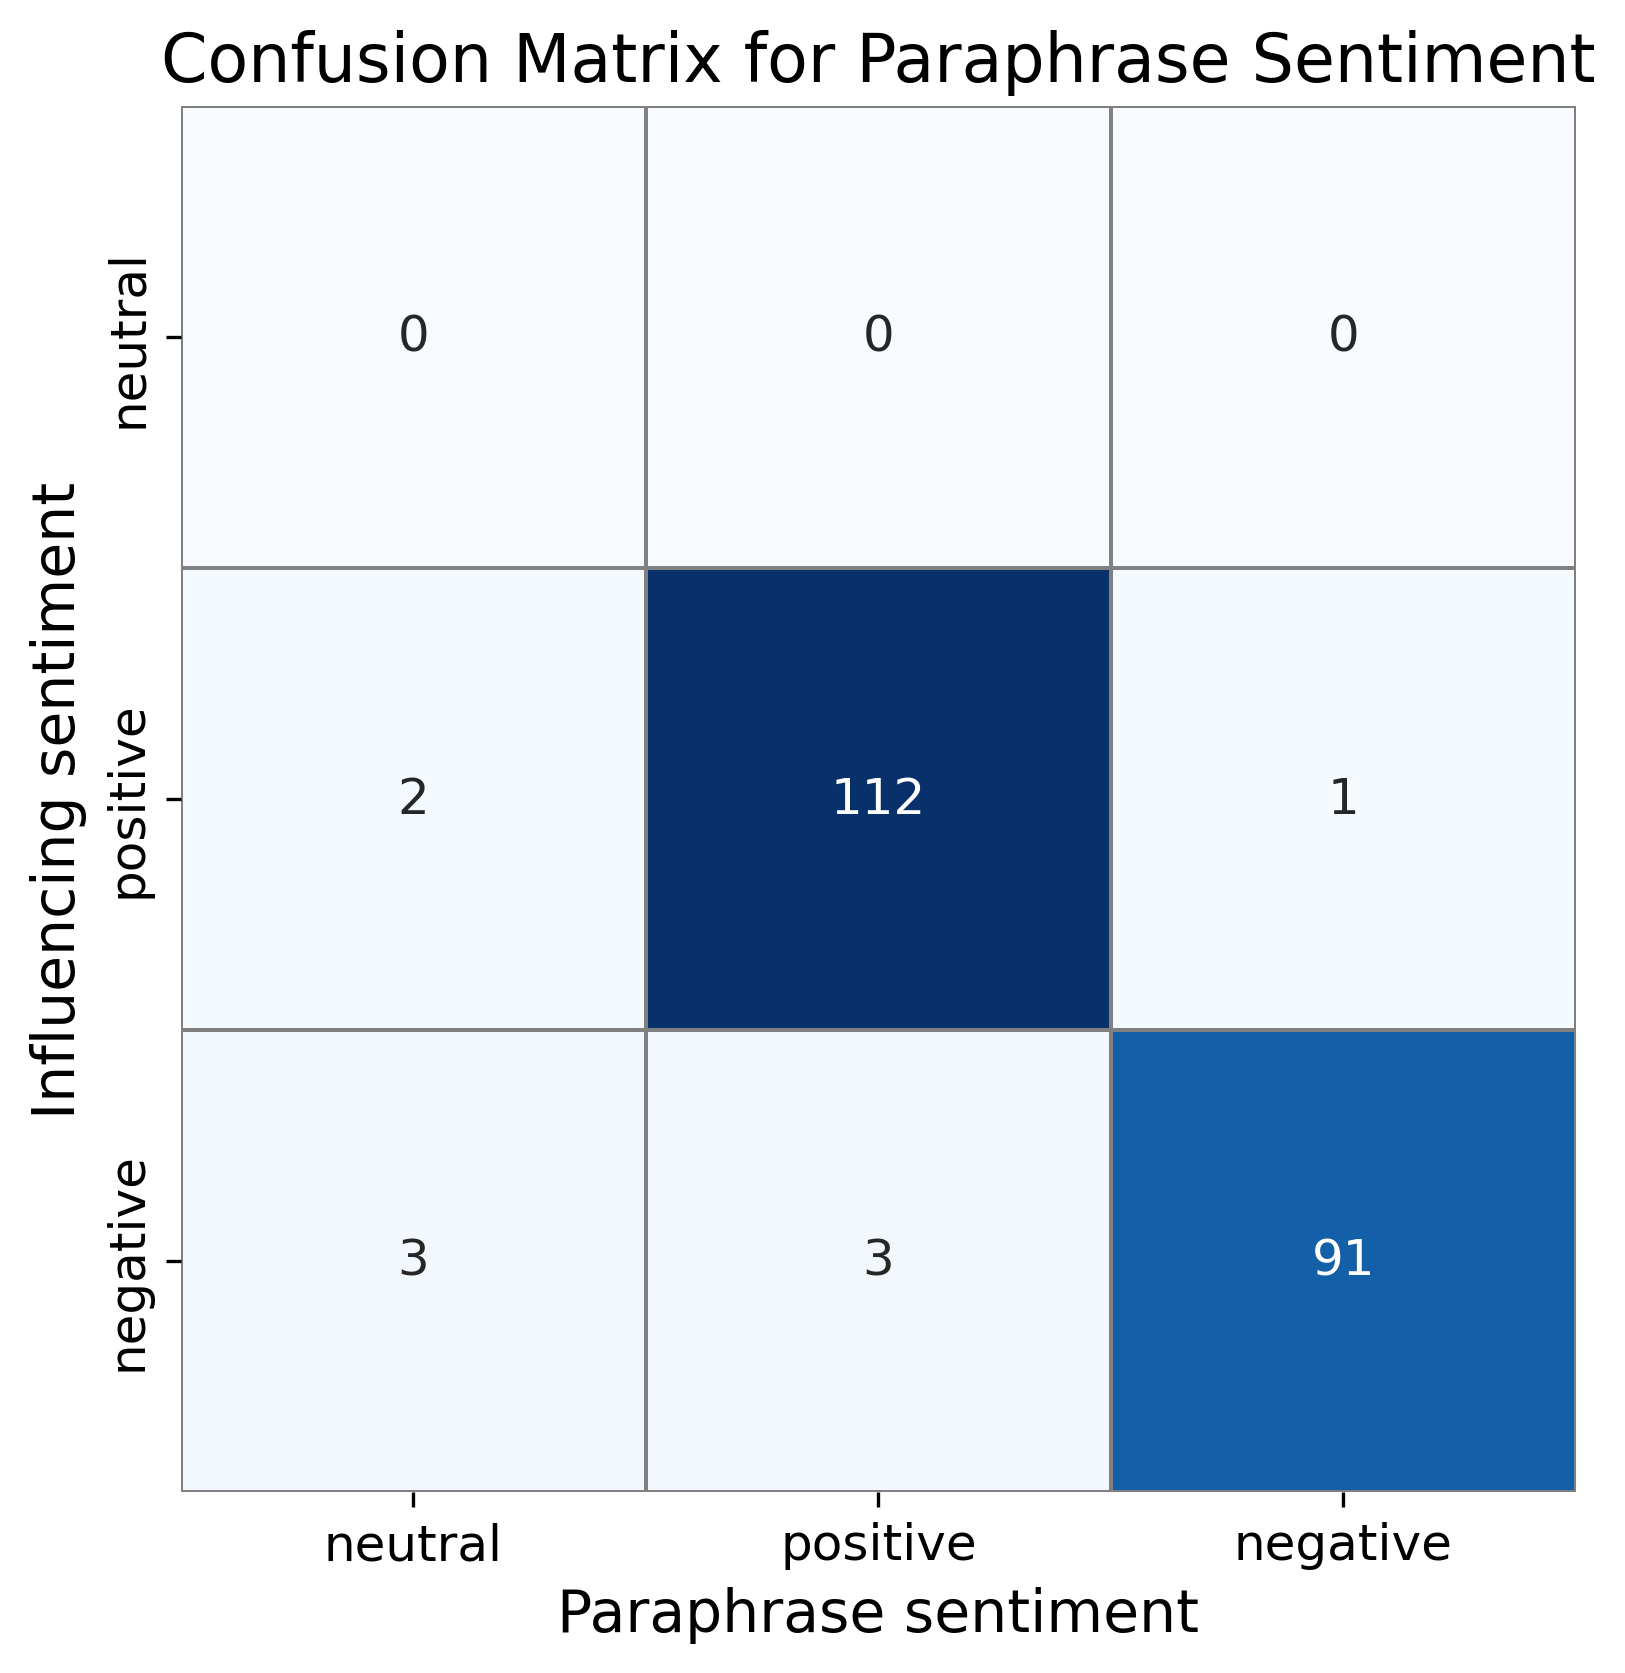 Confusion Matrix for Paraphrase Sentiment
Influencing sentiment
neutral
0 0 0
positive
2 112 1
negative
3 3 91
neutral positive negative
Paraphrase sentiment